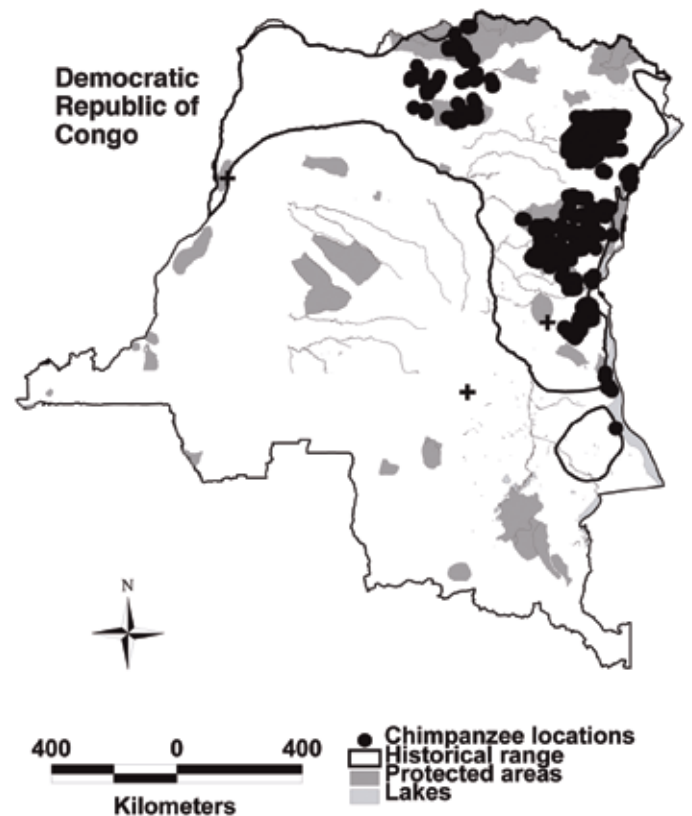 Democratic
Republic of
Congo
N
400 0 400
Kilometers
Chimpanzee locations
Historical range
Protected areas
Lakes